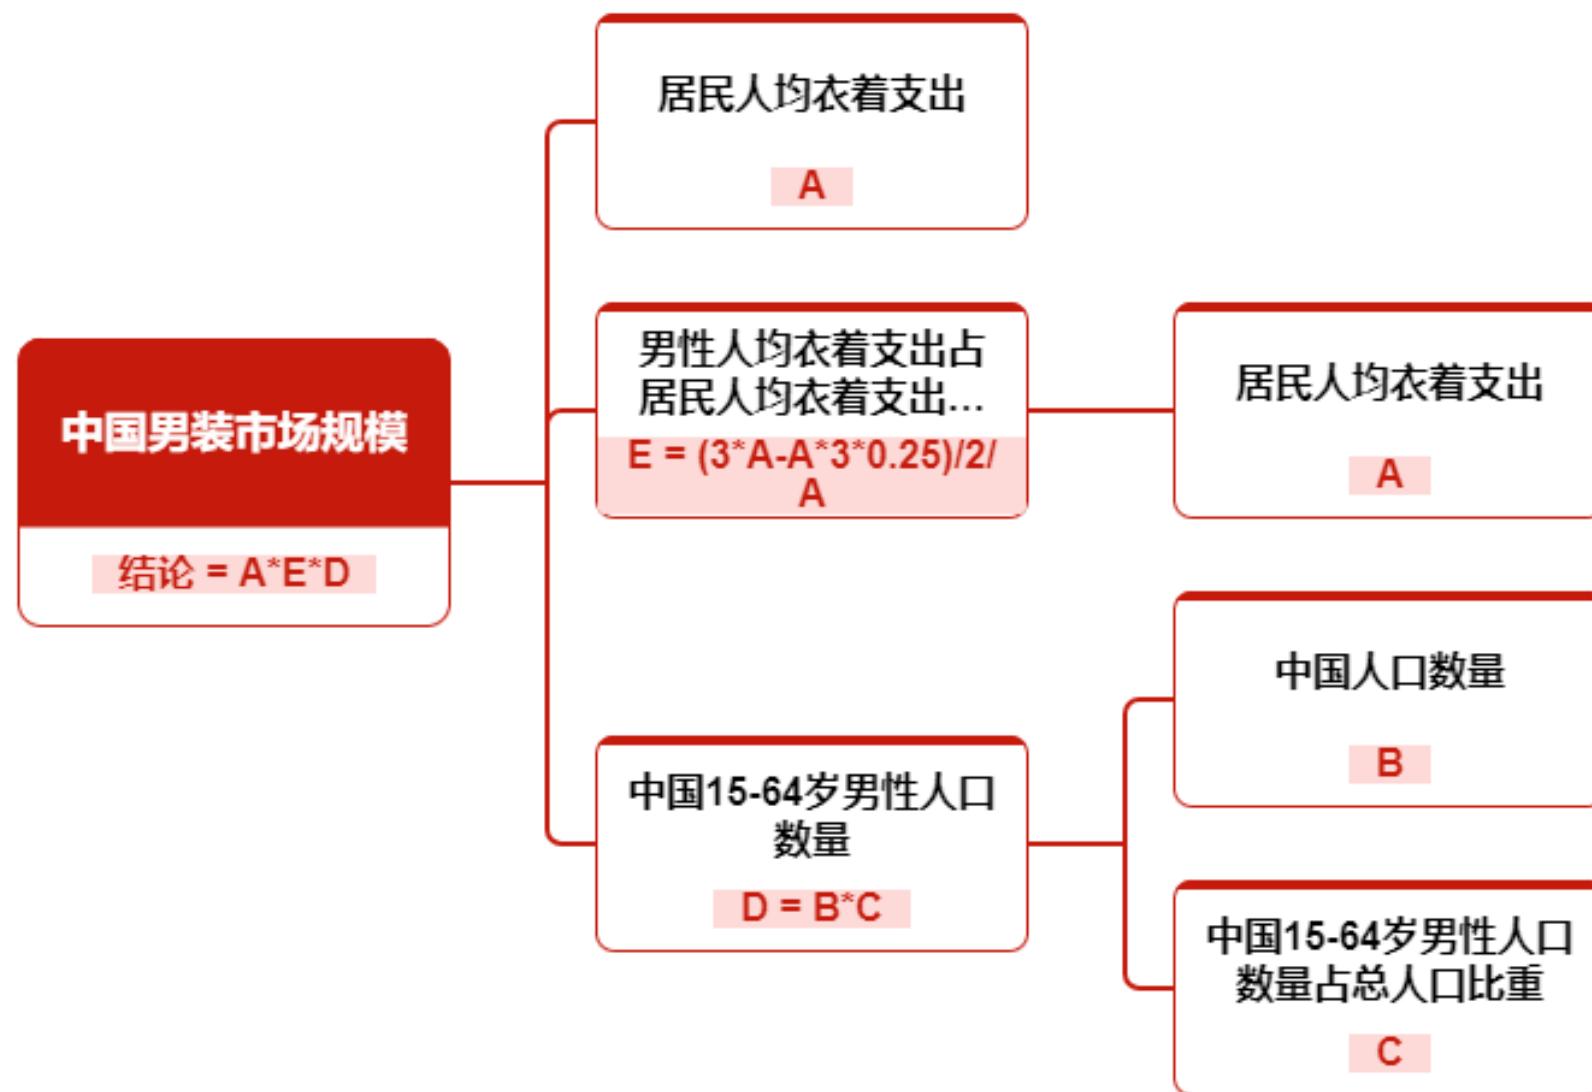 居民人均衣着支出
A
男性人均衣着支出占
居民人均衣着支出...
E = (3*A-A*3*0.25)/2/
A
居民人均衣着支出
A
中国男装市场规模
结论 = A*E*D
中国人口数量
B
中国15-64岁男性人口
数量
D = B*C
中国15-64岁男性人口
数量占总人口比重
C